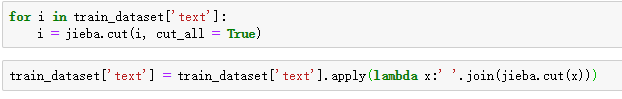 for i in train_dataset['text']:
    i = jieba.cut(i, cut_all = True)
train_dataset['text'] = train_dataset['text'].apply(lambda x:' '.join(jieba.cut(x)))